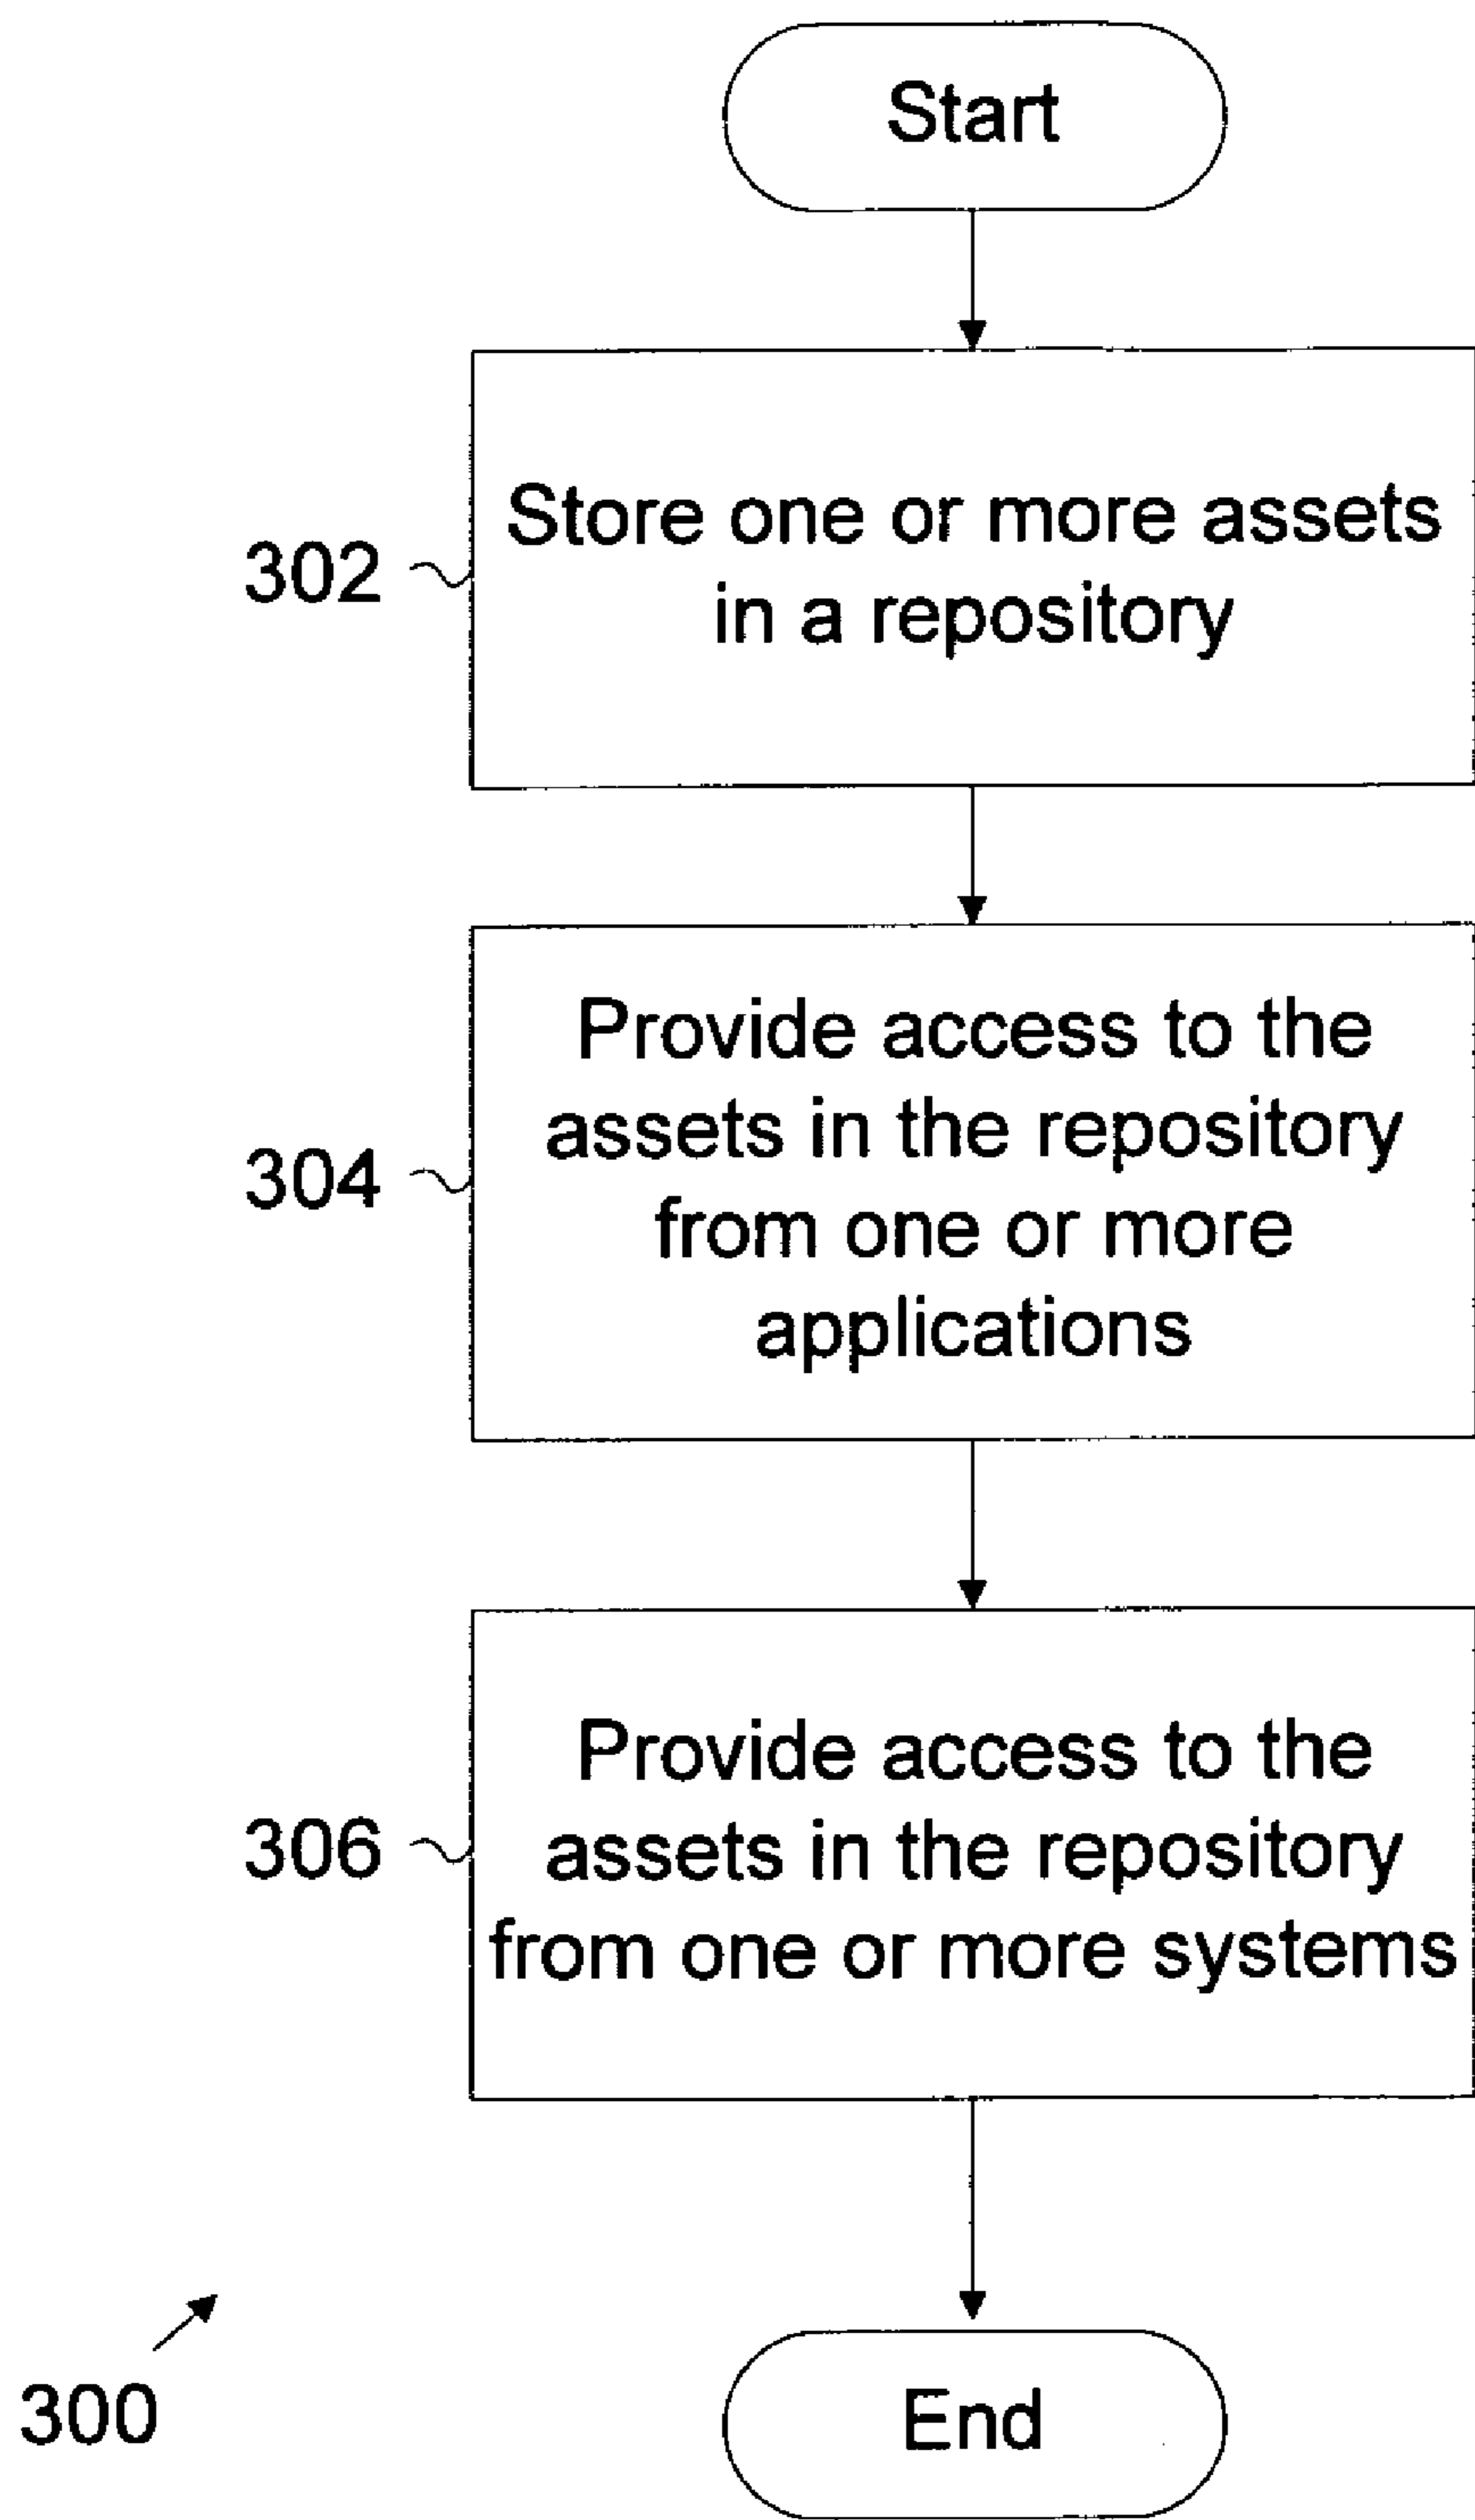 Start
302
Store one or more assets
in a repository
304
Provide access to the
assets in the repository
from one or more
applications
306
Provide access to the
assets in the repository
from one or more systems
300
End